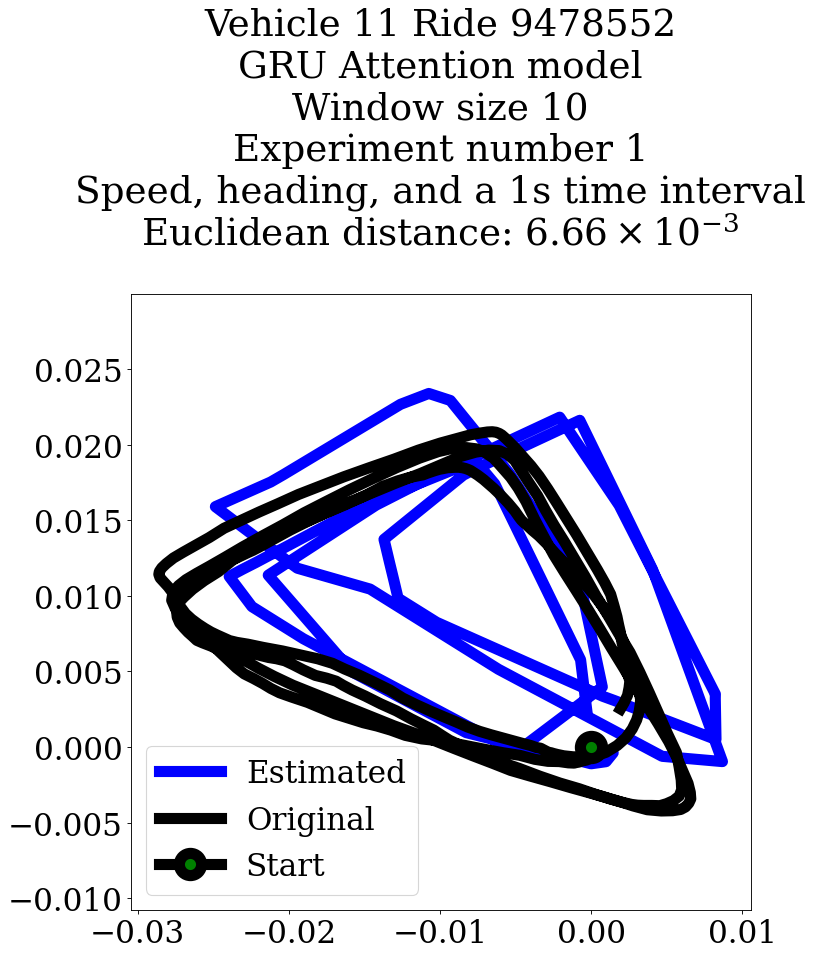 Vehicle 11 Ride 9478552
GRU Attention model
Window size 10
Experiment number 1
Speed, heading, and a 1s time interval
Euclidean distance: 6.66 × 10⁻³
0.025
0.020
0.015
0.010
0.005
0.000
−0.005
−0.010
Estimated
Original
Start
−0.03 −0.02 −0.01 0.00 0.01